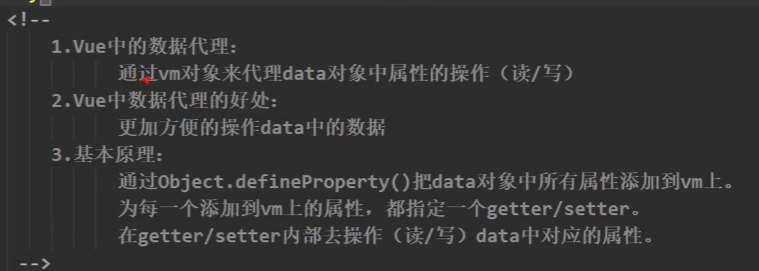 <!--
1.Vue中的数据代理:
通过vm对象来代理data对象中属性的操作（读/写）
2.Vue中数据代理的好处:
更加方便的操作data中的数据
3.基本原理:
通过Object.defineProperty()把data对象中所有属性添加到vm上。
为每一个添加到vm上的属性，都指定一个getter/setter。
在getter/setter内部去操作（读/写）data中对应的属性。
-->